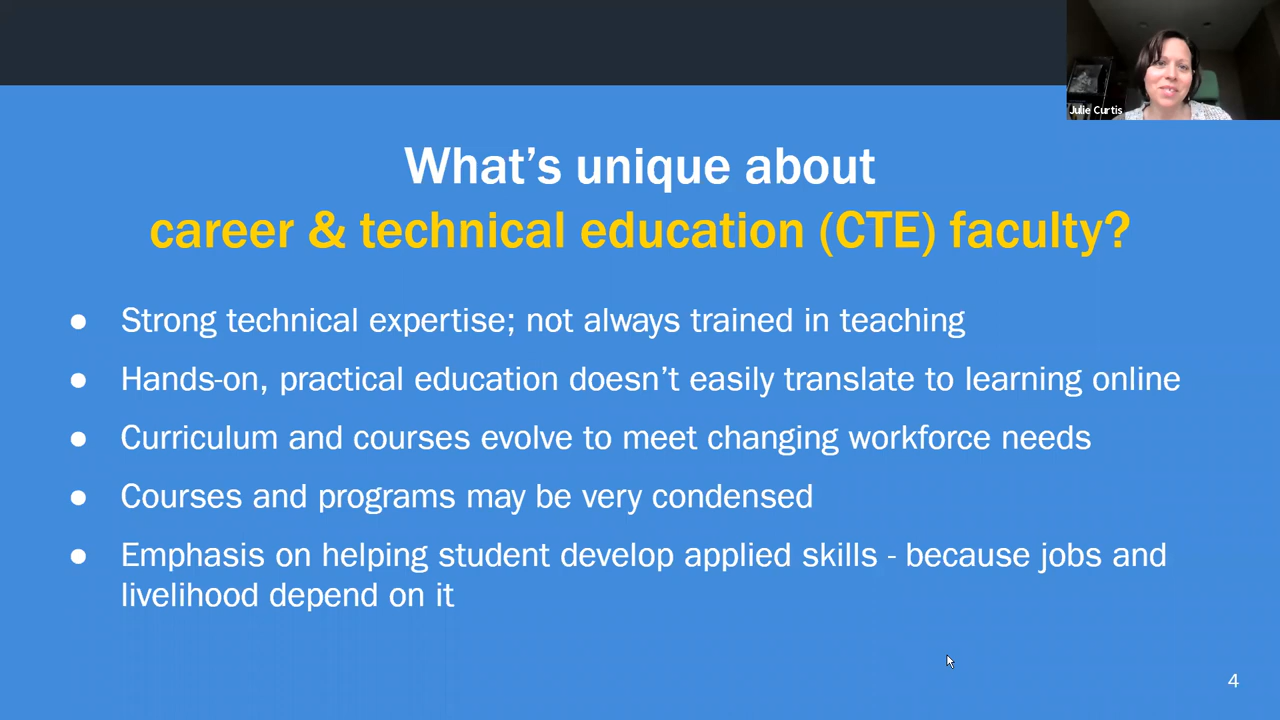 Julie Curtis
What's unique about
career & technical education (CTE) faculty?
● Strong technical expertise; not always trained in teaching
● Hands-on, practical education doesn't easily translate to learning online
● Curriculum and courses evolve to meet changing workforce needs
● Courses and programs may be very condensed
● Emphasis on helping student develop applied skills - because jobs and
livelihood depend on it
4